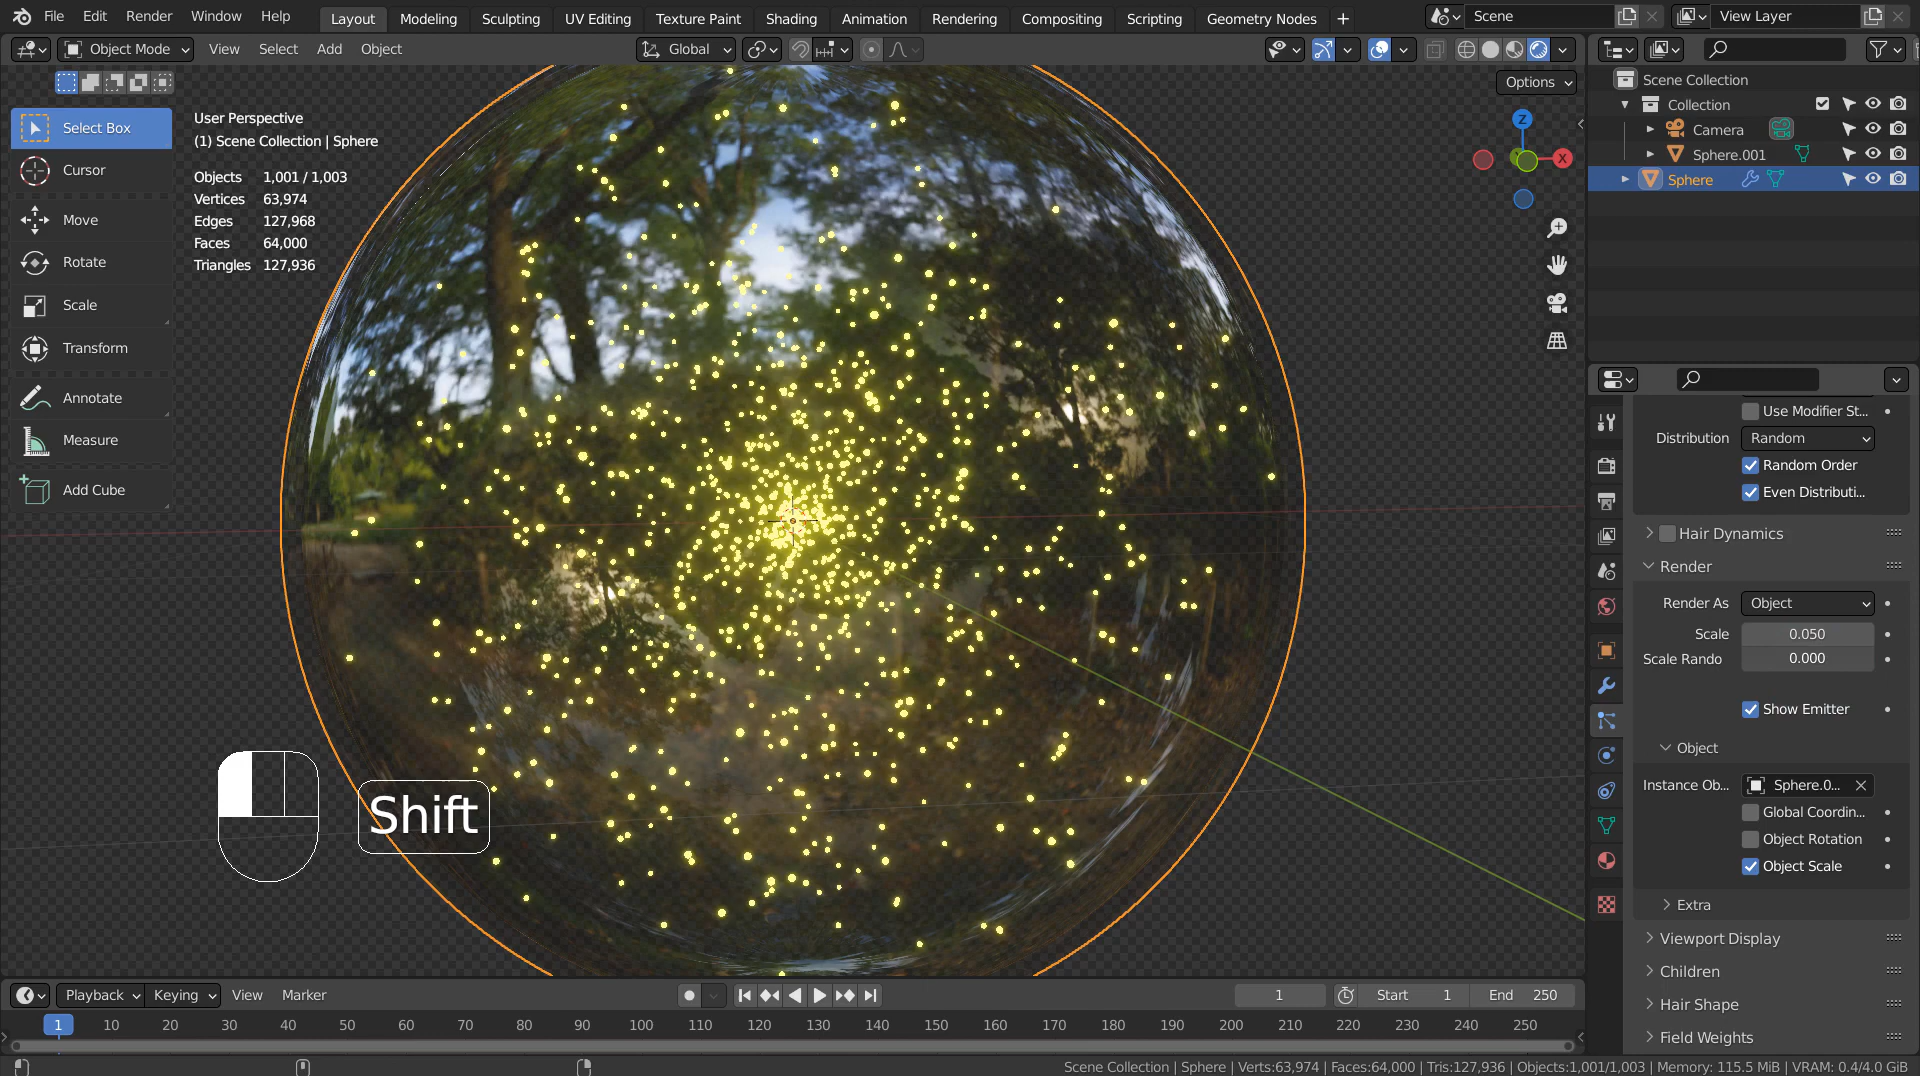 File Edit Render Window Help Layout Modeling Sculpting UV Editing Texture Paint Shading Animation Rendering Compositing Scripting Geometry Nodes + Scene View Layer
Object Mode View Select Add Object Global
Options
Select Box
Cursor
Move
Rotate
Scale
Transform
Annotate
Measure
Add Cube
User Perspective
(1) Scene Collection | Sphere
Objects 1,001 / 1,003
Vertices 63,974
Edges 127,968
Faces 64,000
Triangles 127,936
Z
X
Shift
Scene Collection
Collection
Camera
Sphere.001
Sphere
Use Modifier St...
Distribution Random
Random Order
Even Distributi...
Hair Dynamics
Render
Render As Object
Scale 0.050
Scale Rando 0.000
Show Emitter
Object
Instance Ob... Sphere.0...
Global Coordin...
Object Rotation
Object Scale
Extra
Viewport Display
Children
Hair Shape
Field Weights
Playback Keying View Marker 1 Start 1 End 250
1 10 20 30 40 50 60 70 80 90 100 110 120 130 140 150 160 170 180 190 200 210 220 230 240 250
Scene Collection | Sphere | Verts:63,974 | Faces:64,000 | Tris:127,936 | Objects:1,001/1,003 | Memory: 115.5 MiB | VRAM: 0.4/4.0 GiB